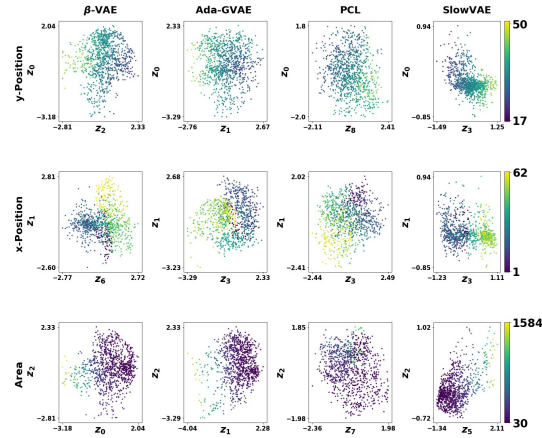 β-VAE Ada-GVAE PCL SlowVAE
y-Position
z0
2.04
-3.18
-2.81 z2 2.33
z0
2.33
-3.29
-2.76 z1 2.67
z0
1.8
-2.0
-2.11 z8 2.41
z0
0.94
-0.85
-1.49 z3 1.25
50
17
x-Position
z1
2.81
-2.60
-2.77 z6 2.72
z1
2.68
-3.23
-3.29 z3 2.33
z1
2.02
-2.41
-2.44 z3 2.49
z1
0.94
-0.85
-1.23 z3 1.11
62
1
Area
z2
2.33
-2.81
-3.18 z0 2.04
z2
2.33
-3.29
-4.04 z1 2.28
z2
1.85
-1.98
-2.36 z7 1.98
z2
1.02
-0.72
-1.34 z5 2.11
1584
30